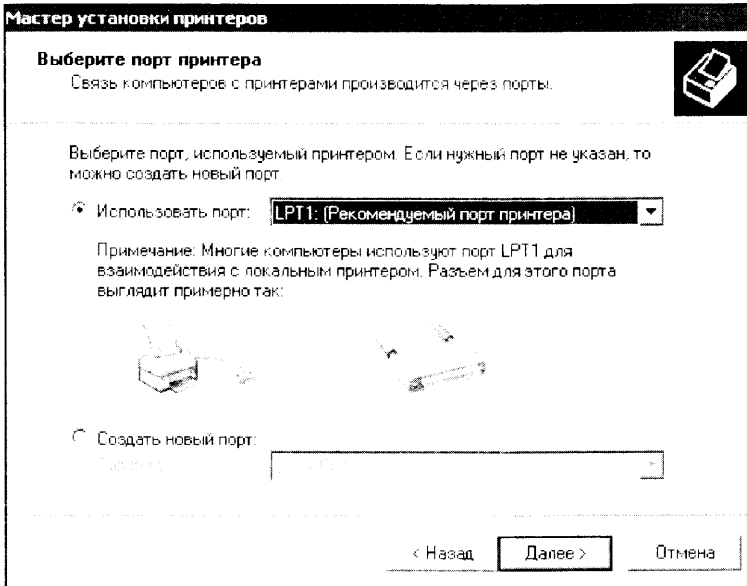 Мастер установки принтеров
Выберите порт принтера
Связь компьютеров с принтерами производится через порты.
Выберите порт, используемый принтером. Если нужный порт не указан, то
можно создать новый порт.
Использовать порт: LPT1: (Рекомендуемый порт принтера)
Примечание: Многие компьютеры используют порт LPT1 для
взаимодействия с локальным принтером. Разъем для этого порта
выглядит примерно так:
Создать новый порт:
< Назад Далее > Отмена